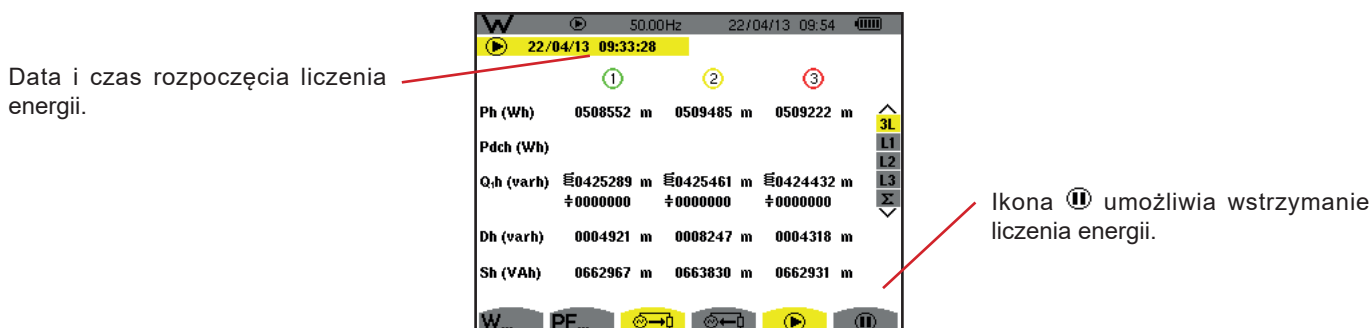 W 50.00Hz 22/04/13 09:54
22/04/13 09:33:28
Data i czas rozpoczęcia liczenia
energii.
1 2 3
Ph (Wh) 0508552 m 0509485 m 0509222 m
3L
Pdch (Wh)
L1
L2
Q₁h (varh) 0425289 m 0425461 m 0424432 m
L3
0000000 0000000 0000000
Σ
Ikona umożliwia wstrzymanie
liczenia energii.
Dh (varh) 0004921 m 0008247 m 0004318 m
Sh (VAh) 0662967 m 0663830 m 0662931 m
W... PF...